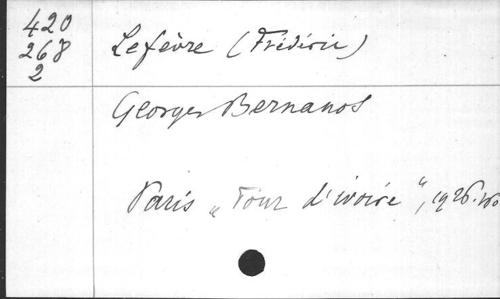 420
268
2
Lefèvre (Frédéric)
Georges Bernanos
Paris „Tour d'ivoire“, 1926.